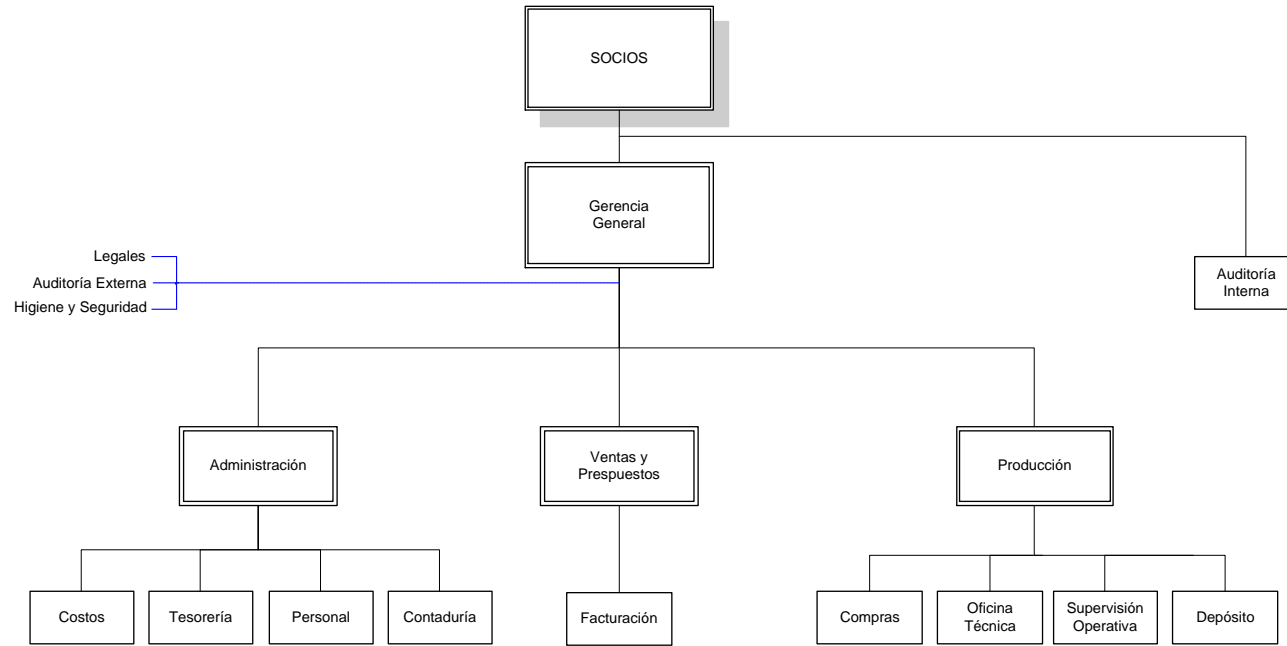 SOCIOS
Gerencia
General
Legales
Auditoría Externa
Higiene y Seguridad
Auditoría
Interna
Administración
Ventas y
Prespuestos
Producción
Costos
Tesorería
Personal
Contaduría
Facturación
Compras
Oficina
Técnica
Supervisión
Operativa
Depósito